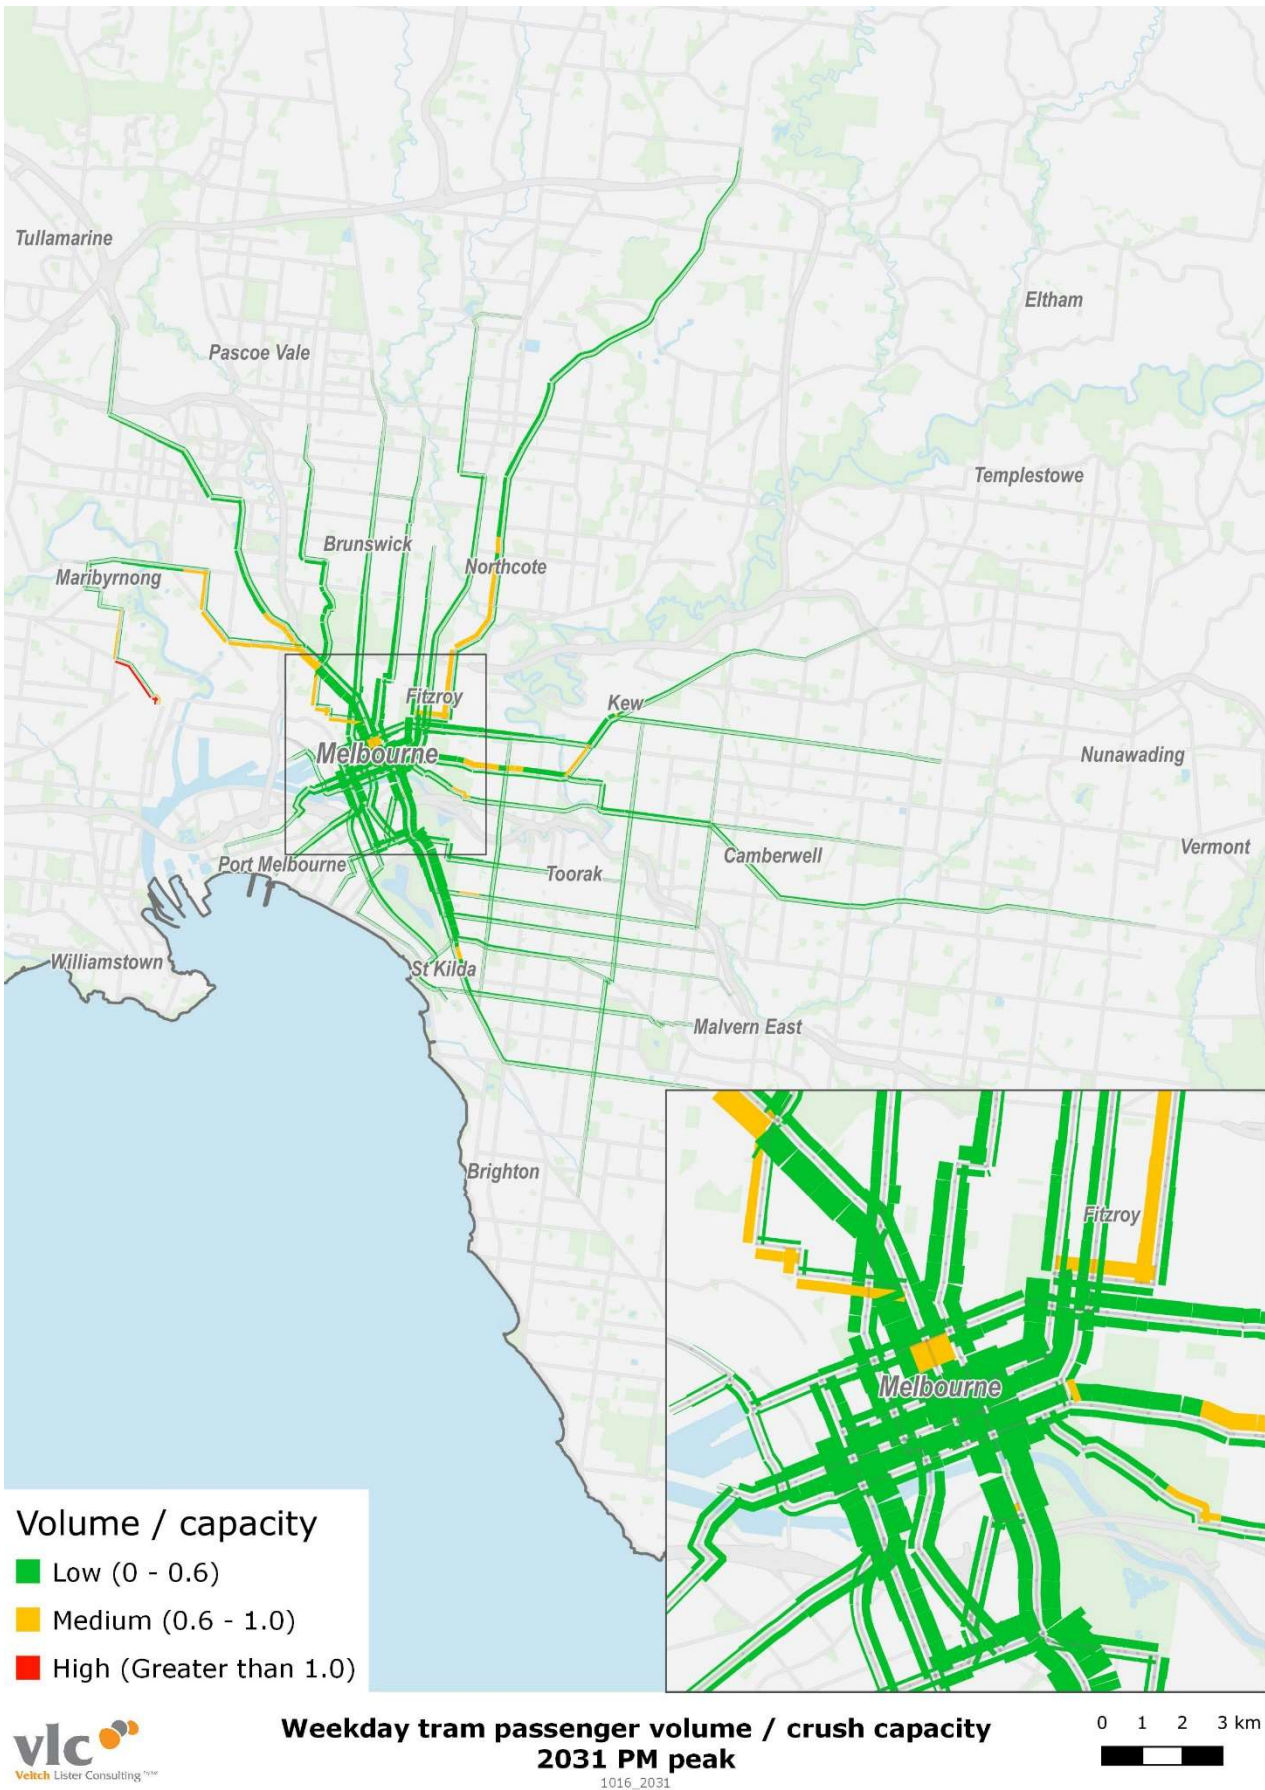 Tullamarine
Eltham
Pascoe Vale
Templestowe
Brunswick
Northcote
Maribyrnong
Fitzroy
Kew
Melbourne
Nunawading
Port Melbourne
Toorak
Camberwell
Vermont
Williamstown
St Kilda
Malvern East
Brighton
Fitzroy
Melbourne
Volume / capacity
Low (0 - 0.6)
Medium (0.6 - 1.0)
High (Greater than 1.0)
vlc
Veitch Lister Consulting
Weekday tram passenger volume / crush capacity
2031 PM peak
1016_2031
0 1 2 3 km